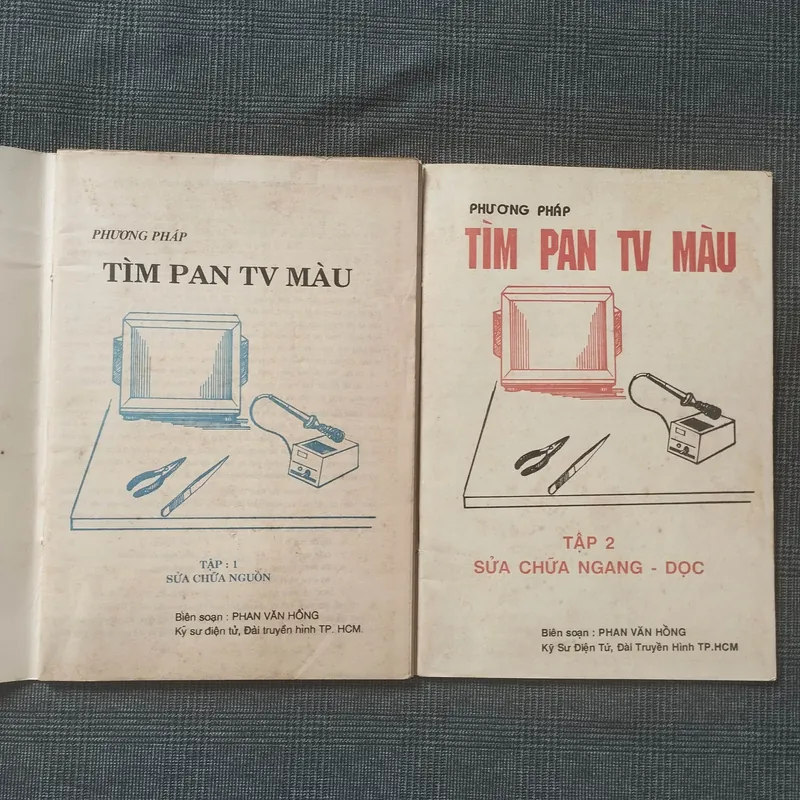 PHƯƠNG PHÁP
TÌM PAN TV MÀU
TẬP : 1
SỬA CHỮA NGUỒN
Biên soạn : PHAN VĂN HỒNG
Kỹ sư điện tử, Đài truyền hình TP. HCM.
PHƯƠNG PHÁP
TÌM PAN TV MÀU
TẬP 2
SỬA CHỮA NGANG - DỌC
Biên soạn : PHAN VĂN HỒNG
Kỹ Sư Điện Tử, Đài Truyền Hình TP.HCM